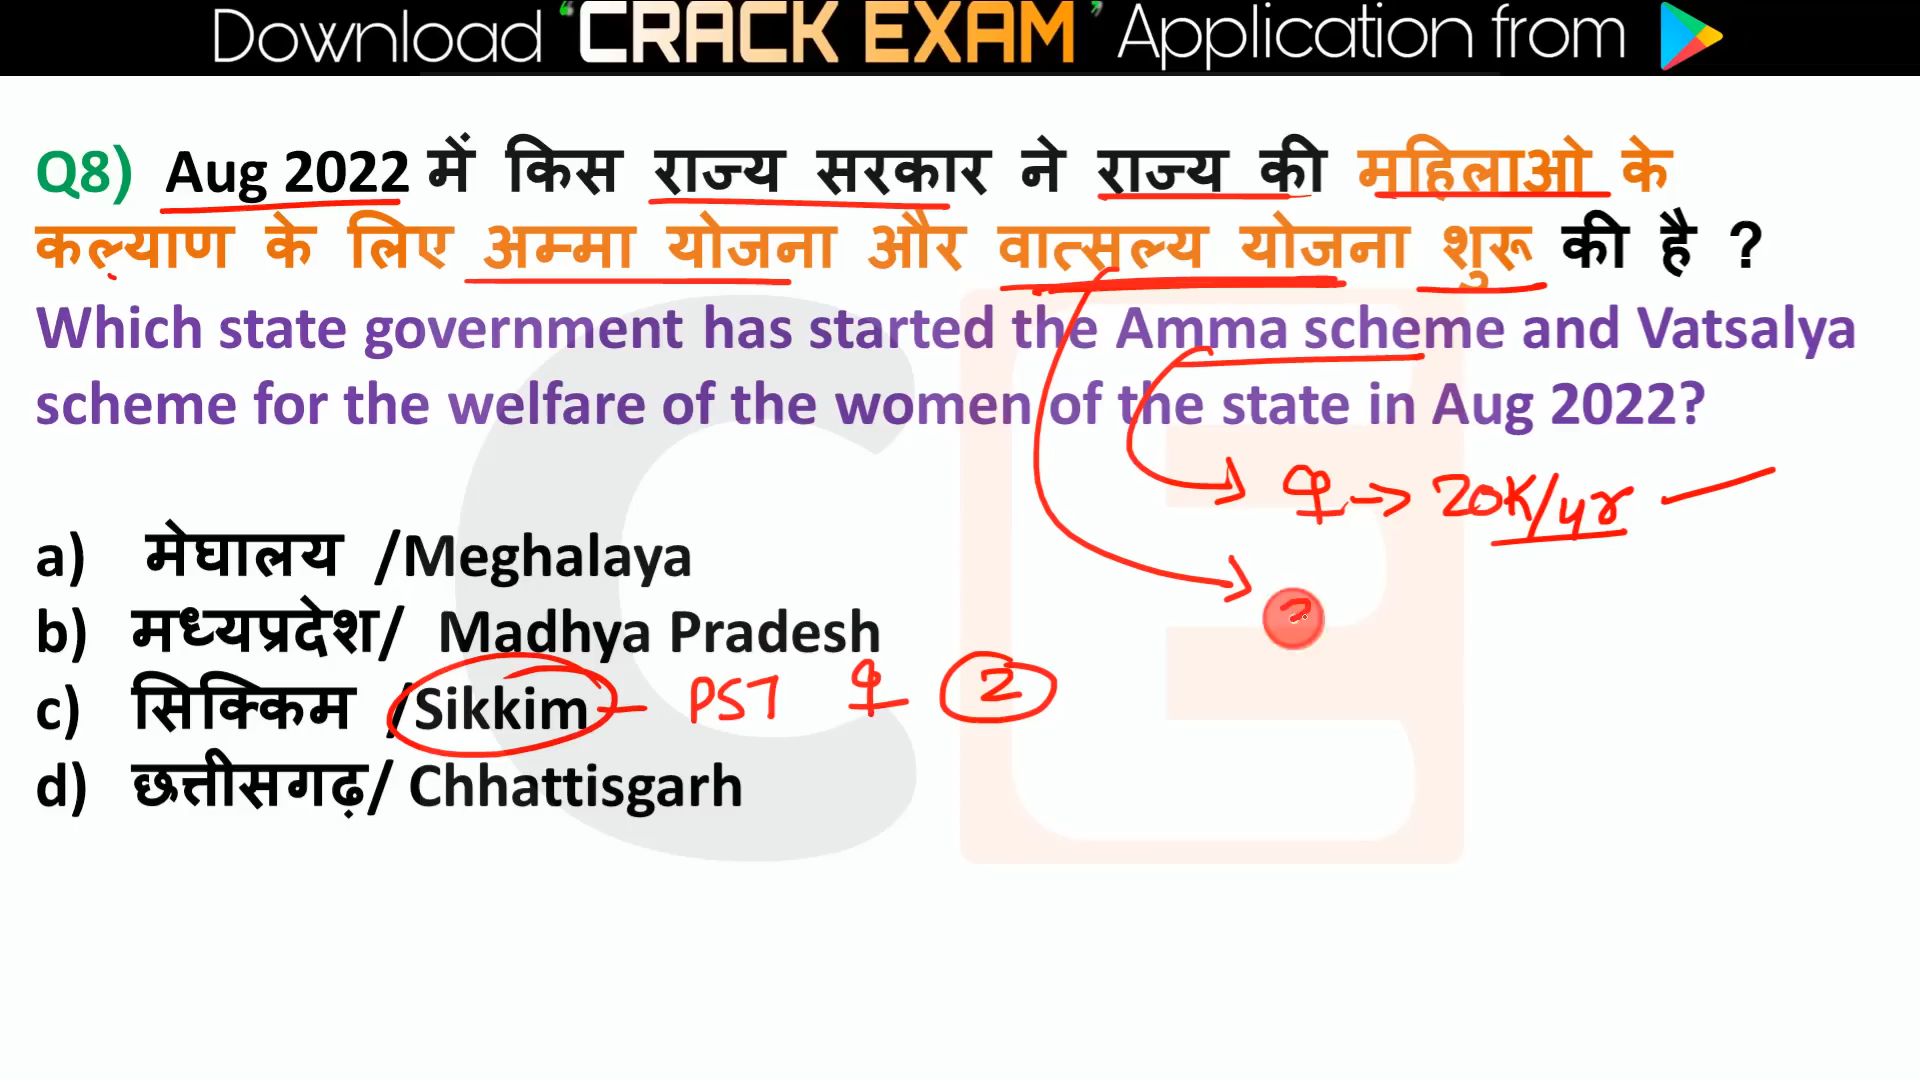 Download “CRACK EXAM” Application from
Q8) Aug 2022 में किस राज्य सरकार ने राज्य की महिलाओ के
कल्याण के लिए अम्मा योजना और वात्सल्य योजना शुरू की है ?
Which state government has started the Amma scheme and Vatsalya
scheme for the welfare of the women of the state in Aug 2022?
→ 20K/yr
a) मेघालय /Meghalaya
b) मध्यप्रदेश/ Madhya Pradesh
c) सिक्किम /Sikkim – PST 2
d) छत्तीसगढ़/ Chhattisgarh